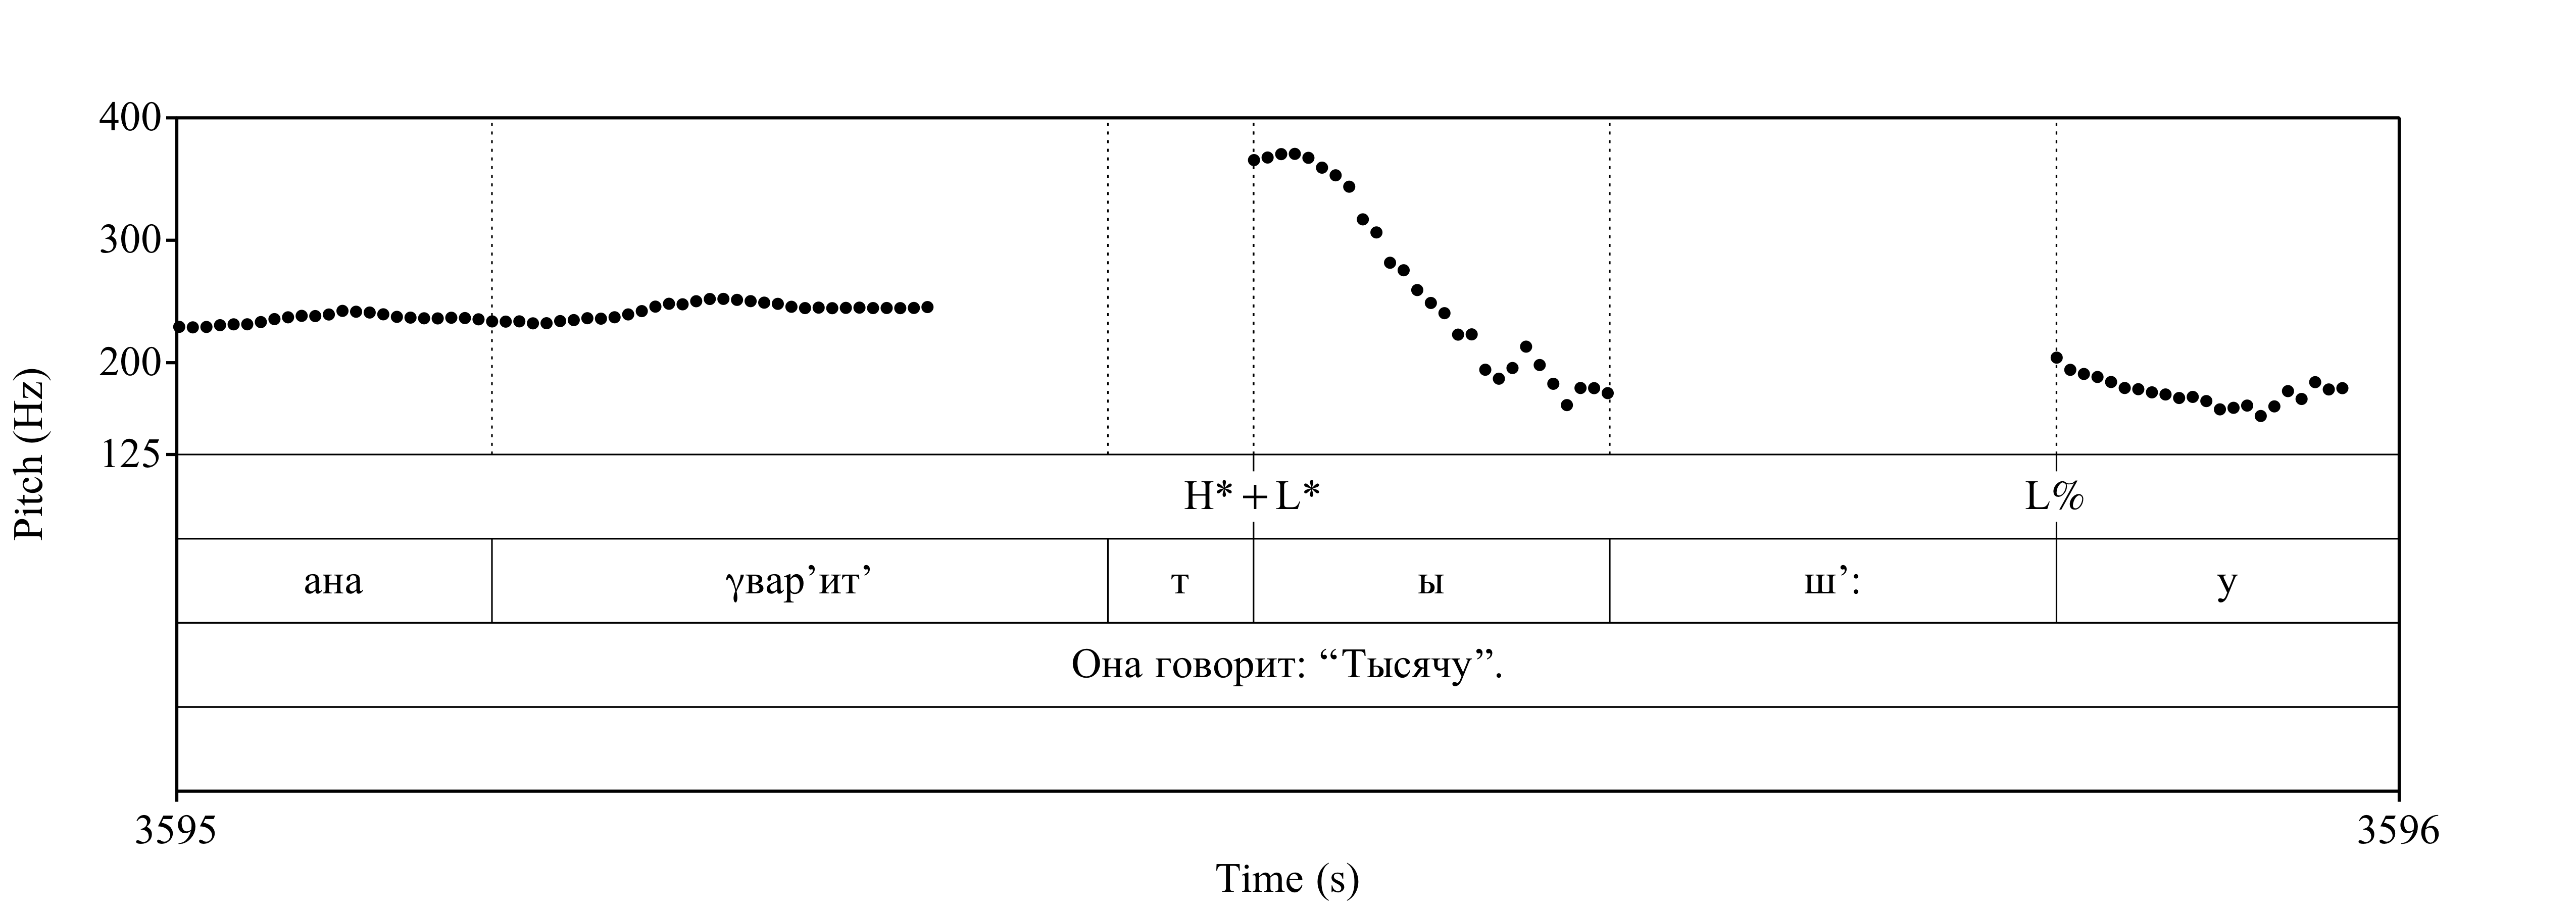 400
300
200
125
Pitch (Hz)
H* + L* L%
ана γвар’ит’ т ы ш’: у
Она говорит: “Тысячу”.
3595 3596
Time (s)